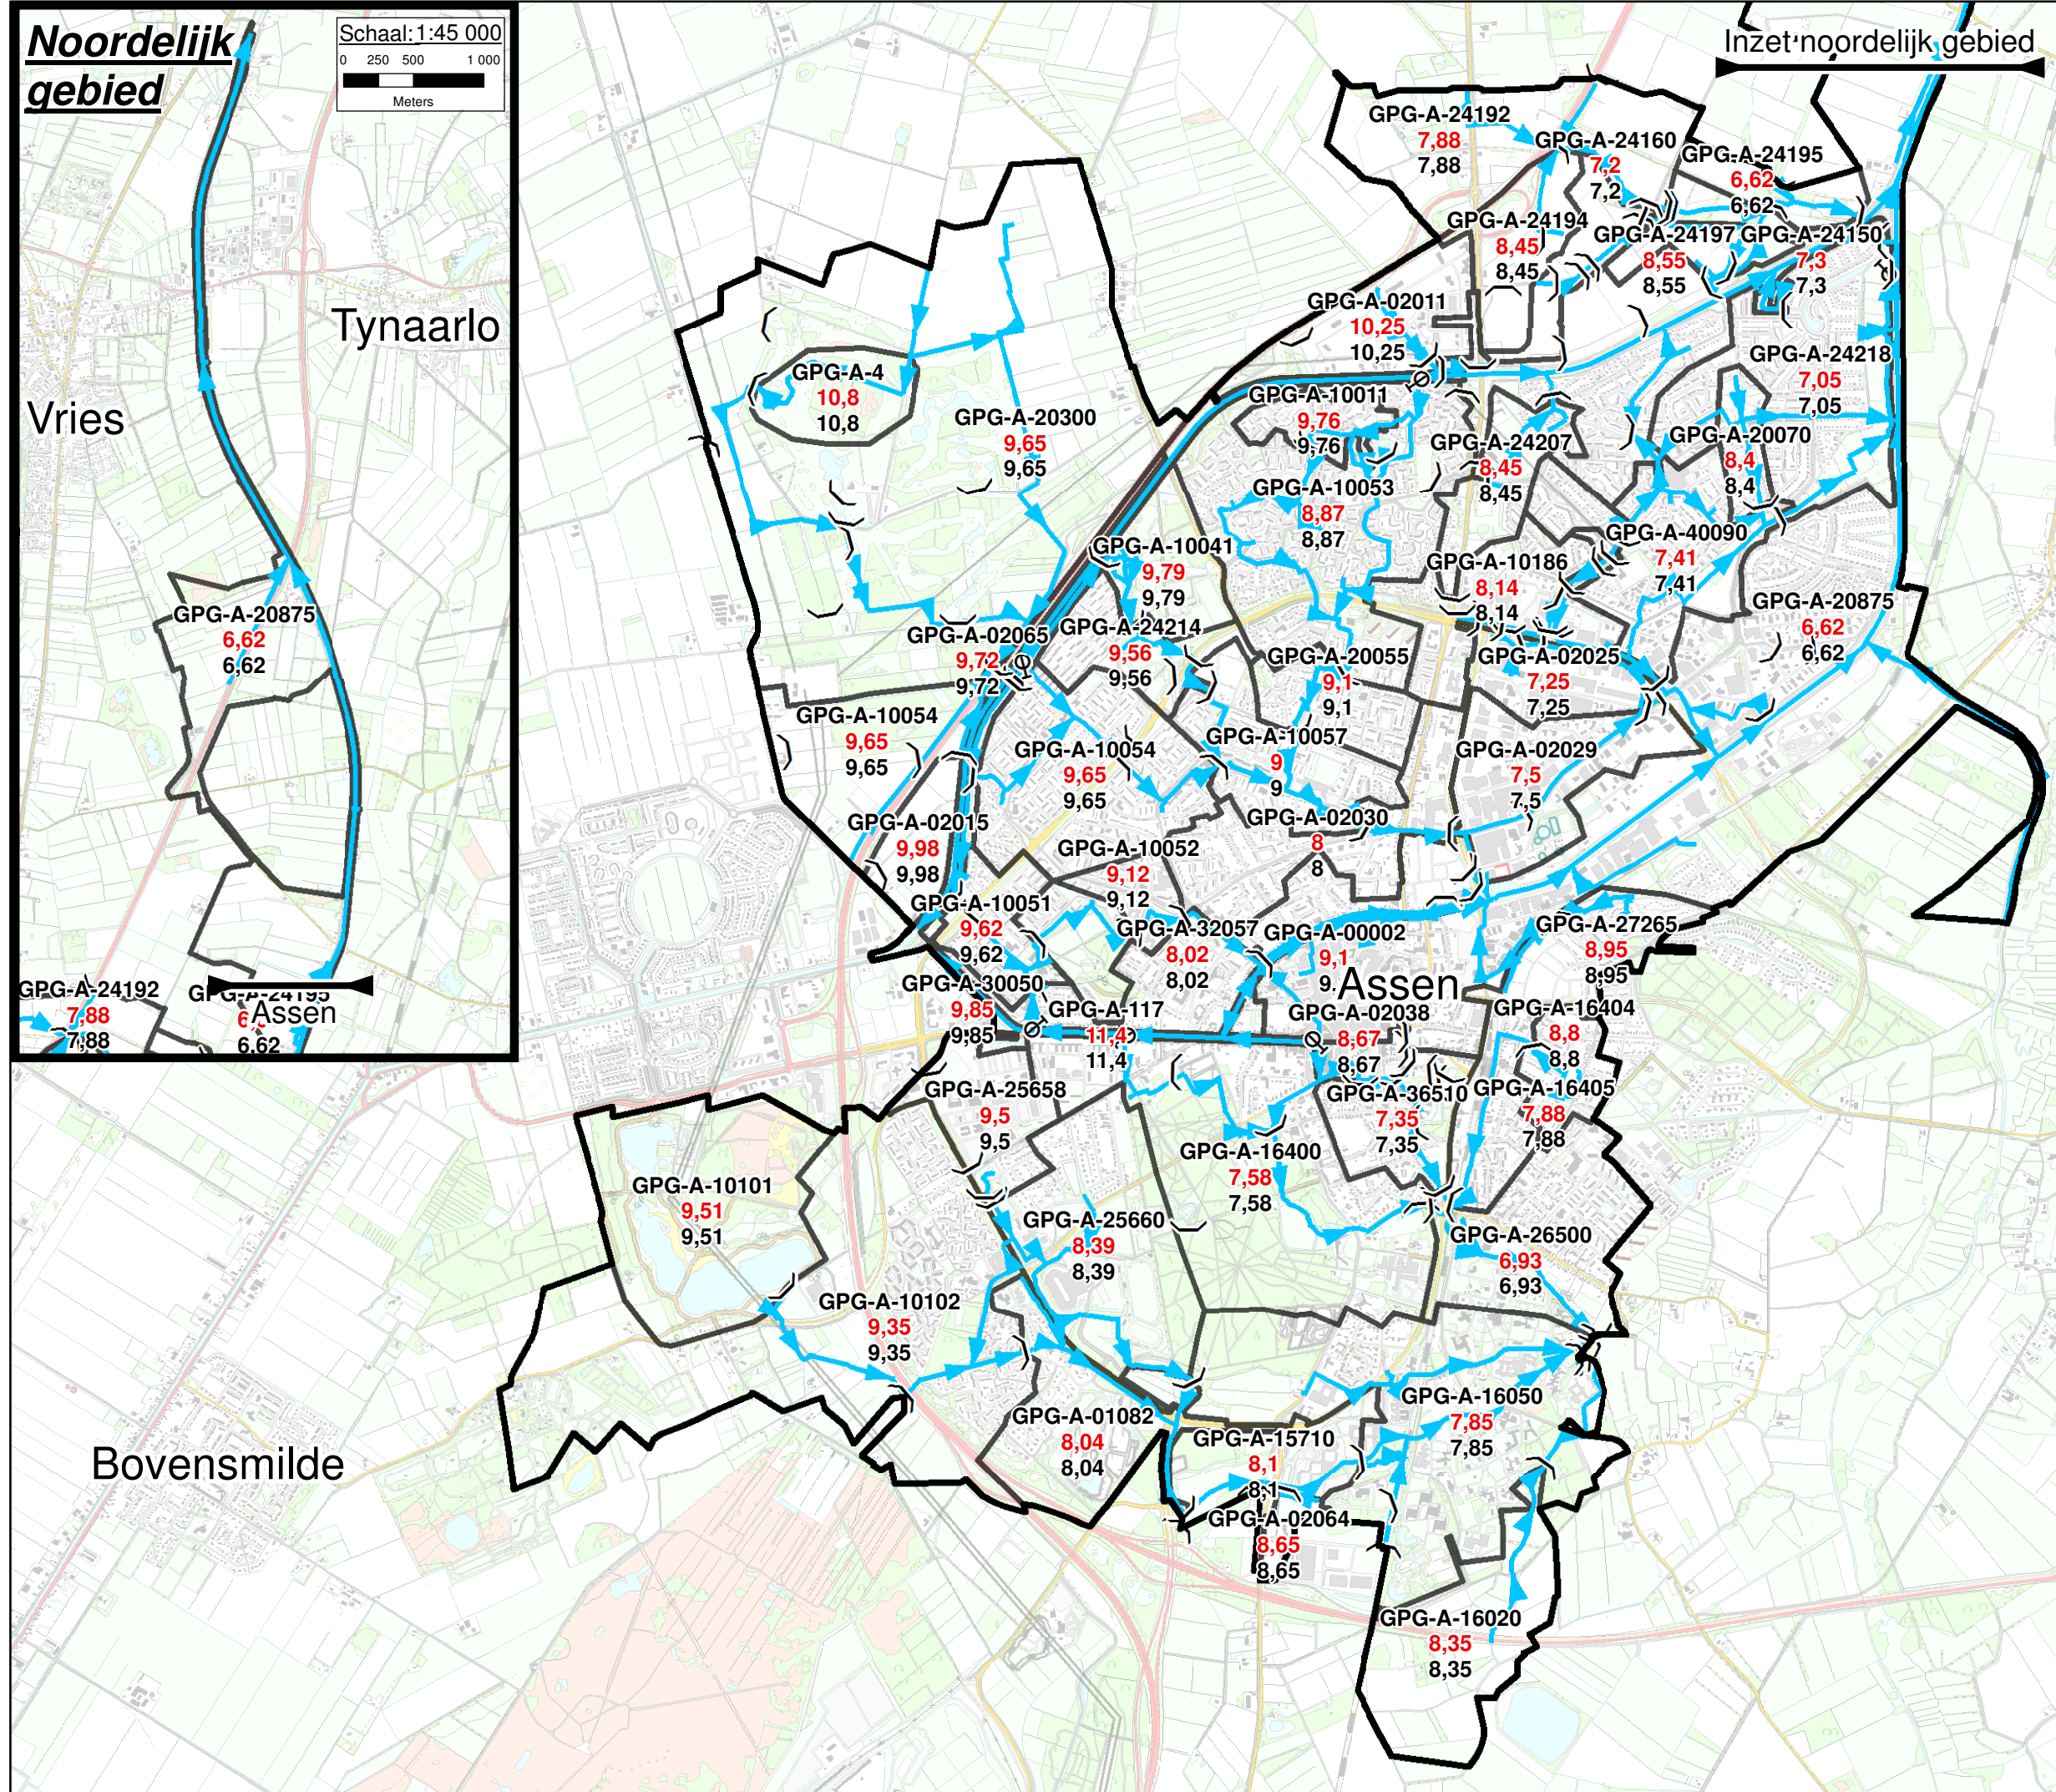 Noordelijk
gebied
Schaal: 1:45 000
0 250 500 1 000
Meters
Tynaarlo
Vries
GPG-A-20875
6,62
6,62
GPG-A-24192
7,88
7,88
GPG-A-24195
6,62
Assen
Inzet noordelijk gebied
GPG-A-24192
7,88
7,88
GPG-A-24160
7,2
7,2
GPG-A-24195
6,62
6,62
GPG-A-24194
8,45
8,45
GPG-A-24197
8,55
8,55
GPG-A-24150
7,3
7,3
GPG-A-02011
10,25
10,25
GPG-A-4
10,8
10,8
GPG-A-20300
9,65
9,65
GPG-A-10011
9,76
9,76
GPG-A-24218
7,05
7,05
GPG-A-24207
8,45
8,45
GPG-A-20070
8,4
8,4
GPG-A-10053
8,87
8,87
GPG-A-10041
9,79
9,79
GPG-A-40090
7,41
7,41
GPG-A-10186
8,14
8,14
GPG-A-20875
6,62
6,62
GPG-A-02065
9,72
9,72
GPG-A-24214
9,56
9,56
GPG-A-20055
9,1
9,1
GPG-A-02025
7,25
7,25
GPG-A-10054
9,65
9,65
GPG-A-10054
9,65
9,65
GPG-A-10057
9
9
GPG-A-02029
7,5
7,5
GPG-A-02015
9,98
9,98
GPG-A-10052
9,12
9,12
GPG-A-02030
8
8
GPG-A-10051
9,62
9,62
GPG-A-32057
8,02
8,02
GPG-A-00002
9,1
GPG-A-27265
8,95
8,95
Assen
GPG-A-30050
9,85
9,85
GPG-A-117
11,4
11,4
GPG-A-02038
8,67
8,67
GPG-A-16404
8,8
8,8
GPG-A-25658
9,5
9,5
GPG-A-36510
7,35
7,35
GPG-A-16405
7,88
7,88
GPG-A-16400
7,58
7,58
GPG-A-10101
9,51
9,51
GPG-A-25660
8,39
8,39
GPG-A-26500
6,93
6,93
GPG-A-10102
9,35
9,35
GPG-A-01082
8,04
8,04
GPG-A-15710
8,1
8,1
GPG-A-16050
7,85
7,85
Bovensmilde
GPG-A-02064
8,65
8,65
GPG-A-16020
8,35
8,35